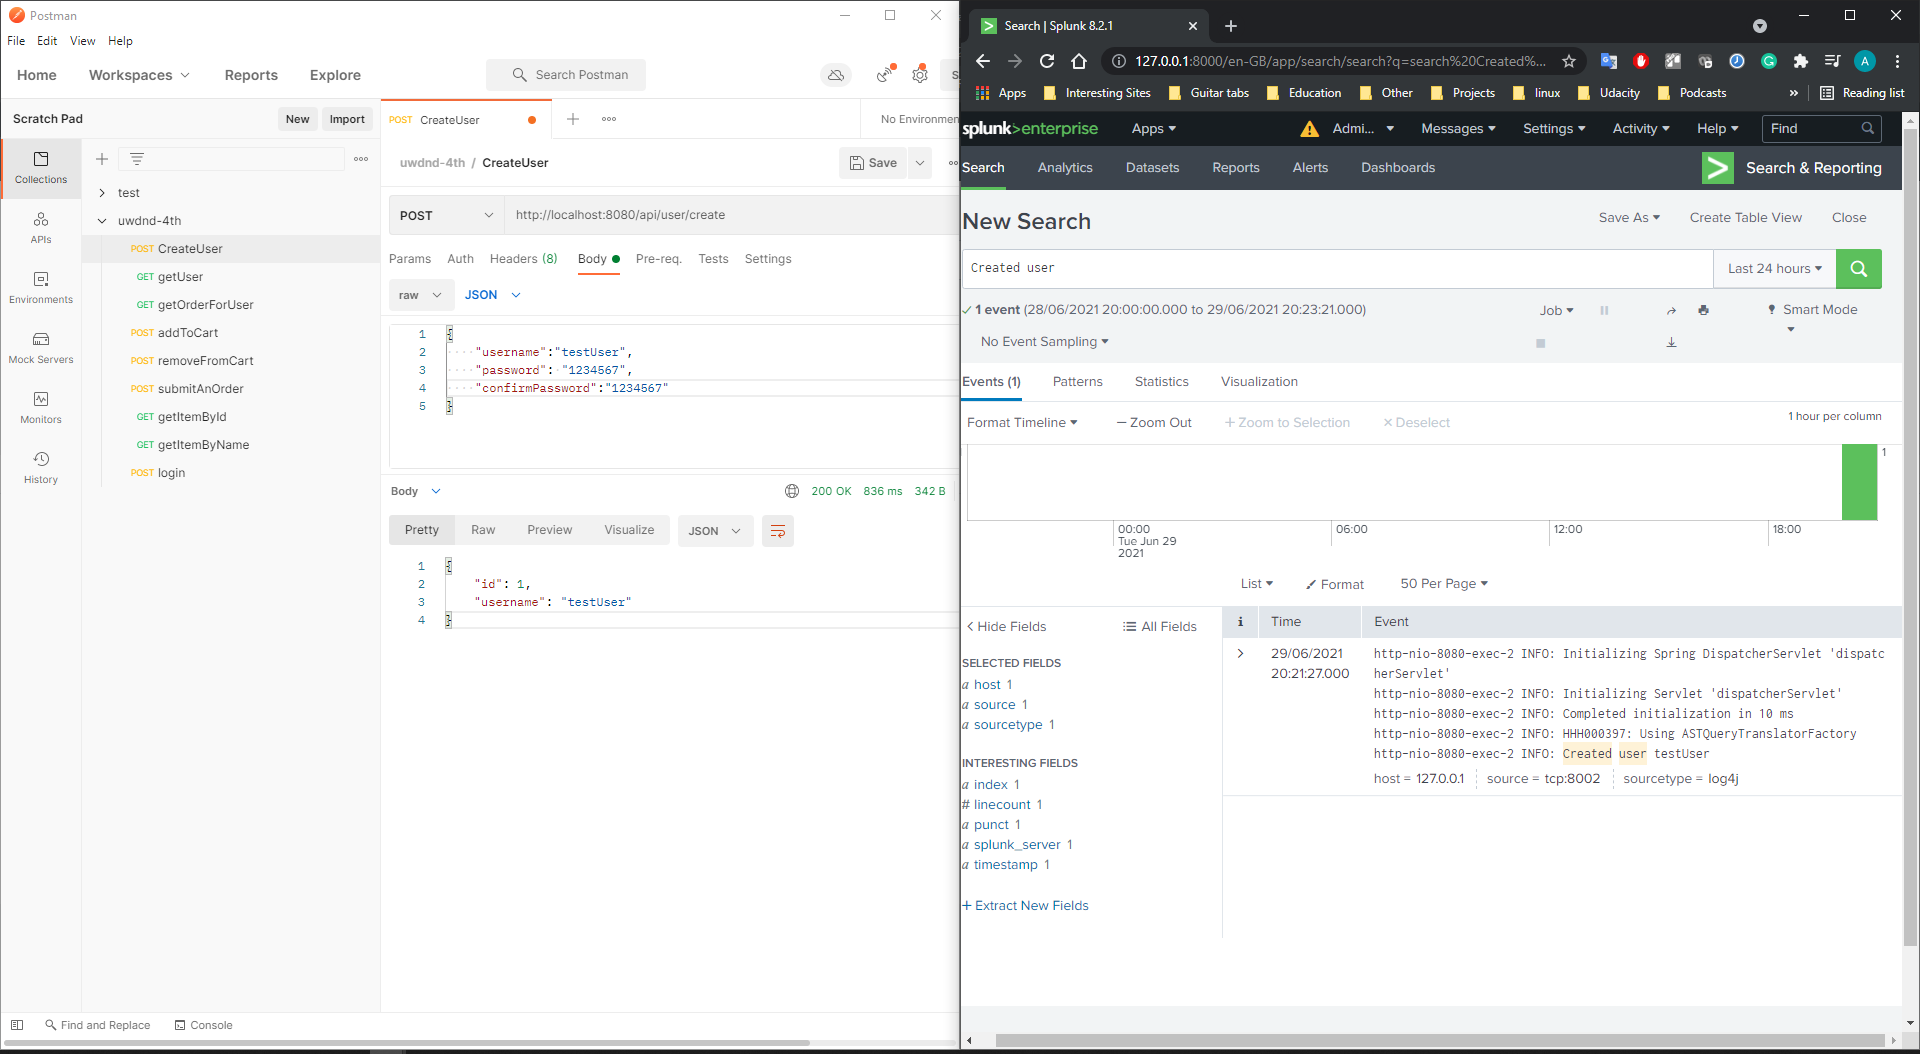 Postman
File Edit View Help
Home Workspaces Reports Explore Search Postman
Scratch Pad New Import
POST CreateUser No Environmen
uwdnd-4th / CreateUser Save
Collections
APIs
Environments
Mock Servers
Monitors
History
test
uwdnd-4th
POST CreateUser
GET getUser
GET getOrderForUser
POST addToCart
POST removeFromCart
POST submitAnOrder
GET getItemById
GET getItemByName
POST login
POST http://localhost:8080/api/user/create
Params Auth Headers (8) Body Pre-req. Tests Settings
raw JSON
1 {
2 "username":"testUser",
3 "password": "1234567",
4 "confirmPassword":"1234567"
5 }
Body 200 OK 836 ms 342 B
Pretty Raw Preview Visualize JSON
1 {
2 "id": 1,
3 "username": "testUser"
4 }
Find and Replace Console
Search | Splunk 8.2.1
127.0.0.1:8000/en-GB/app/search/search?q=search%20Created%... A
Apps Interesting Sites Guitar tabs Education Other Projects linux Udacity Podcasts » Reading list
splunk>enterprise Apps Admi... Messages Settings Activity Help Find
Search Analytics Datasets Reports Alerts Dashboards Search & Reporting
New Search Save As Create Table View Close
Created user Last 24 hours
1 event (28/06/2021 20:00:00.000 to 29/06/2021 20:23:21.000) Job Smart Mode
No Event Sampling
Events (1) Patterns Statistics Visualization
Format Timeline — Zoom Out + Zoom to Selection × Deselect 1 hour per column
1
00:00 06:00 12:00 18:00
Tue Jun 29
2021
List Format 50 Per Page
Hide Fields All Fields
SELECTED FIELDS
a host 1
a source 1
a sourcetype 1
INTERESTING FIELDS
a index 1
# linecount 1
a punct 1
a splunk_server 1
a timestamp 1
+ Extract New Fields
i Time Event
29/06/2021
20:21:27.000
http-nio-8080-exec-2 INFO: Initializing Spring DispatcherServlet 'dispatc
herServlet'
http-nio-8080-exec-2 INFO: Initializing Servlet 'dispatcherServlet'
http-nio-8080-exec-2 INFO: Completed initialization in 10 ms
http-nio-8080-exec-2 INFO: HHH000397: Using ASTQueryTranslatorFactory
http-nio-8080-exec-2 INFO: Created user testUser
host = 127.0.0.1 source = tcp:8002 sourcetype = log4j